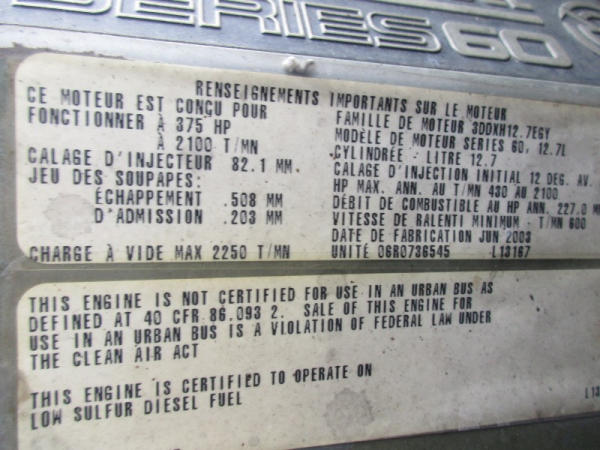 SERIES 60
RENSEIGNEMENTS IMPORTANTS SUR LE MOTEUR
CE MOTEUR EST CONÇU POUR
FONCTIONNER À 375 HP
À 2100 T/MN
CALAGE D'INJECTEUR 82.1 MM.
JEU DES SOUPAPES:
ÉCHAPPEMENT .508 MM
D'ADMISSION .203 MM
CHARGE À VIDE MAX 2250 T/MN
FAMILLE DE MOTEUR 3DDXH12.7EGY
MODÈLE DE MOTEUR SERIES 60, 12.7L
CYLINDRÉE - LITRE 12.7
CALAGE D'INJECTION INITIAL 12 DEG. AV.
HP MAX. ANN. AU T/MN 430 AU 2100
DÉBIT DE COMBUSTIBLE AU HP ANN. 227.0
VITESSE DE RALENTI MINIMUM - T/MN 600
DATE DE FABRICATION JUN 2003
UNITÉ 06R0736545 L13167
THIS ENGINE IS NOT CERTIFIED FOR USE IN AN URBAN BUS AS
DEFINED AT 40 CFR 86.093 2. SALE OF THIS ENGINE FOR
USE IN AN URBAN BUS IS A VIOLATION OF FEDERAL LAW UNDER
THE CLEAN AIR ACT
THIS ENGINE IS CERTIFIED TO OPERATE ON
LOW SULFUR DIESEL FUEL